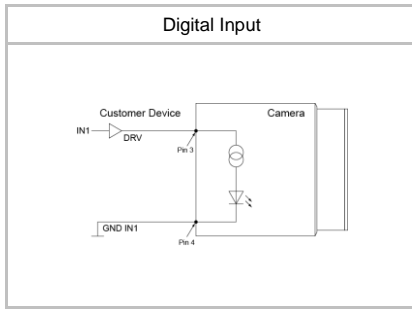 Digital Input
Customer Device
Camera
IN1
DRV
Pin 3
GND IN1
Pin 4